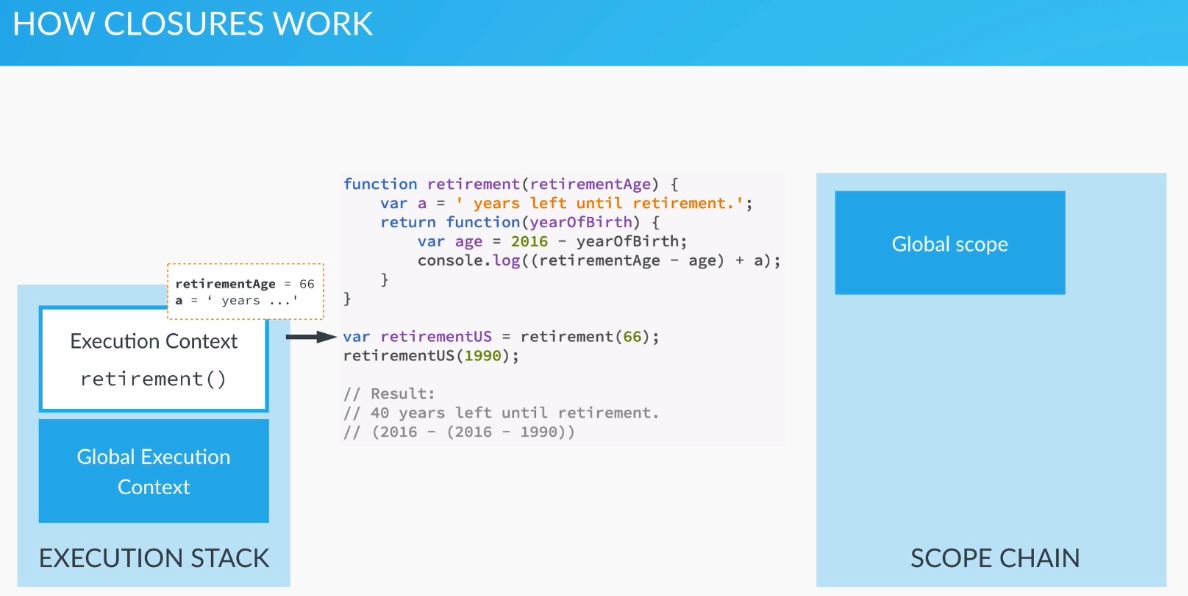 HOW CLOSURES WORK
function retirement(retirementAge) {
    var a = ' years left until retirement.';
    return function(yearOfBirth) {
        var age = 2016 - yearOfBirth;
        console.log((retirementAge - age) + a);
    }
}
var retirementUS = retirement(66);
retirementUS(1990);
// Result:
// 40 years left until retirement.
// (2016 - (2016 - 1990))
retirementAge = 66
a = ‘ years ...'
Execution Context
retirement()
Global Execution
Context
EXECUTION STACK
Global scope
SCOPE CHAIN